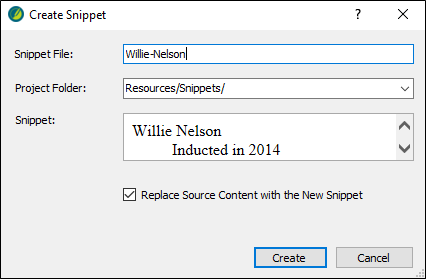 Create Snippet
?
Snippet File: Willie-Nelson
Project Folder: Resources/Snippets/
Snippet: Willie Nelson
Inducted in 2014
Replace Source Content with the New Snippet
Create Cancel